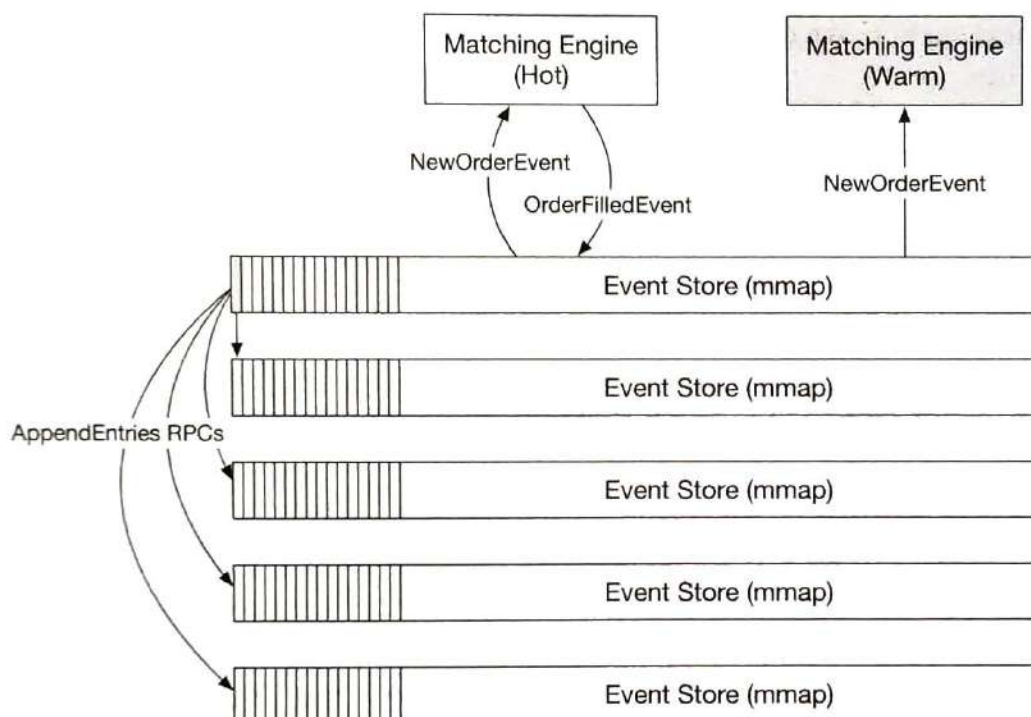 Matching Engine
(Hot)
Matching Engine
(Warm)
NewOrderEvent
OrderFilledEvent
NewOrderEvent
Event Store (mmap)
Event Store (mmap)
AppendEntries RPCs
Event Store (mmap)
Event Store (mmap)
Event Store (mmap)